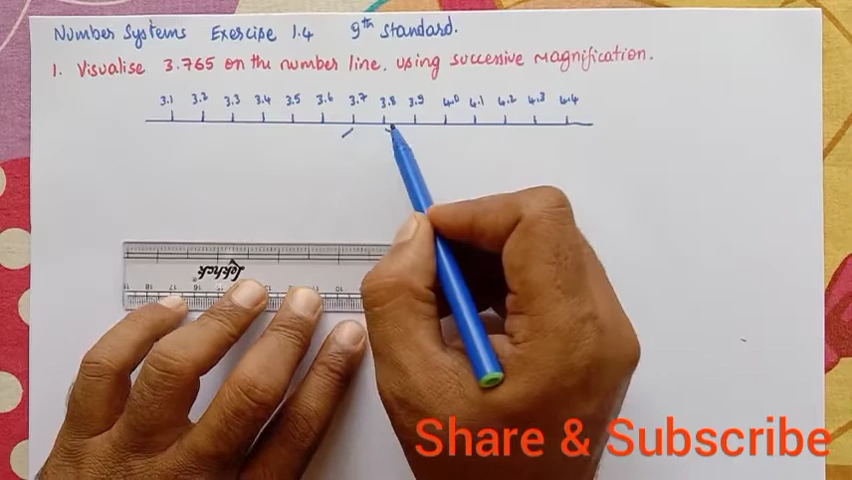 Number Systems Exercise 1.4 9th Standard.
1. Visualise 3.765 on the number line, using successive magnification.
3.1 3.2 3.3 3.4 3.5 3.6 3.7 3.8 3.9 4.0 4.1 4.2 4.3 4.4
Share & Subscribe